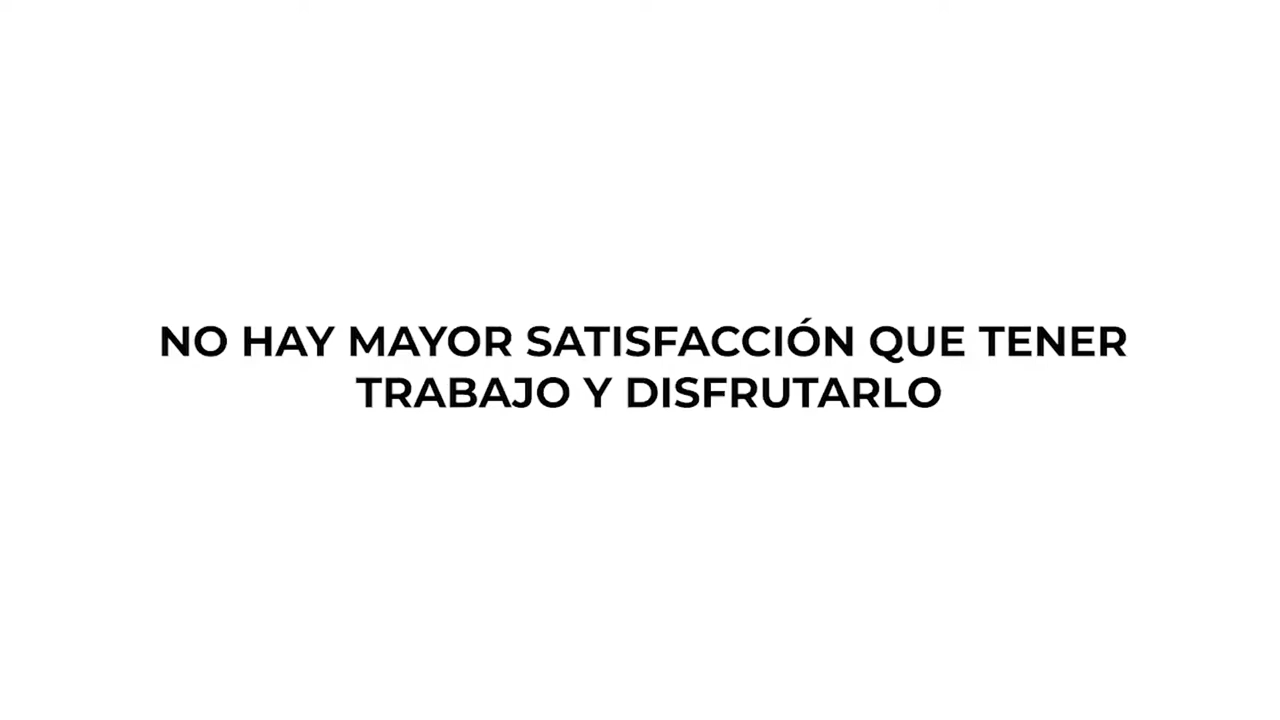 NO HAY MAYOR SATISFACCIÓN QUE TENER
TRABAJO Y DISFRUTARLO